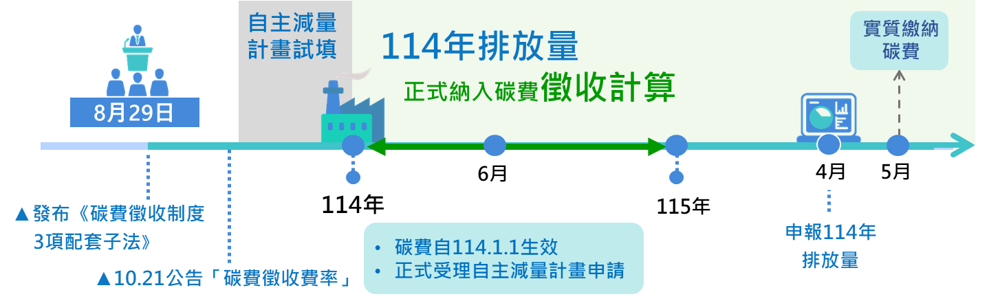 自主減量
計畫試填
114年排放量
正式納入碳費徵收計算
實質繳納
碳費
8月29日
6月
4月
5月
114年
115年
▲發布《碳費徵收制度
3項配套子法》
▲10.21公告「碳費徵收費率」
• 碳費自114.1.1生效
• 正式受理自主減量計畫申請
申報114年
排放量